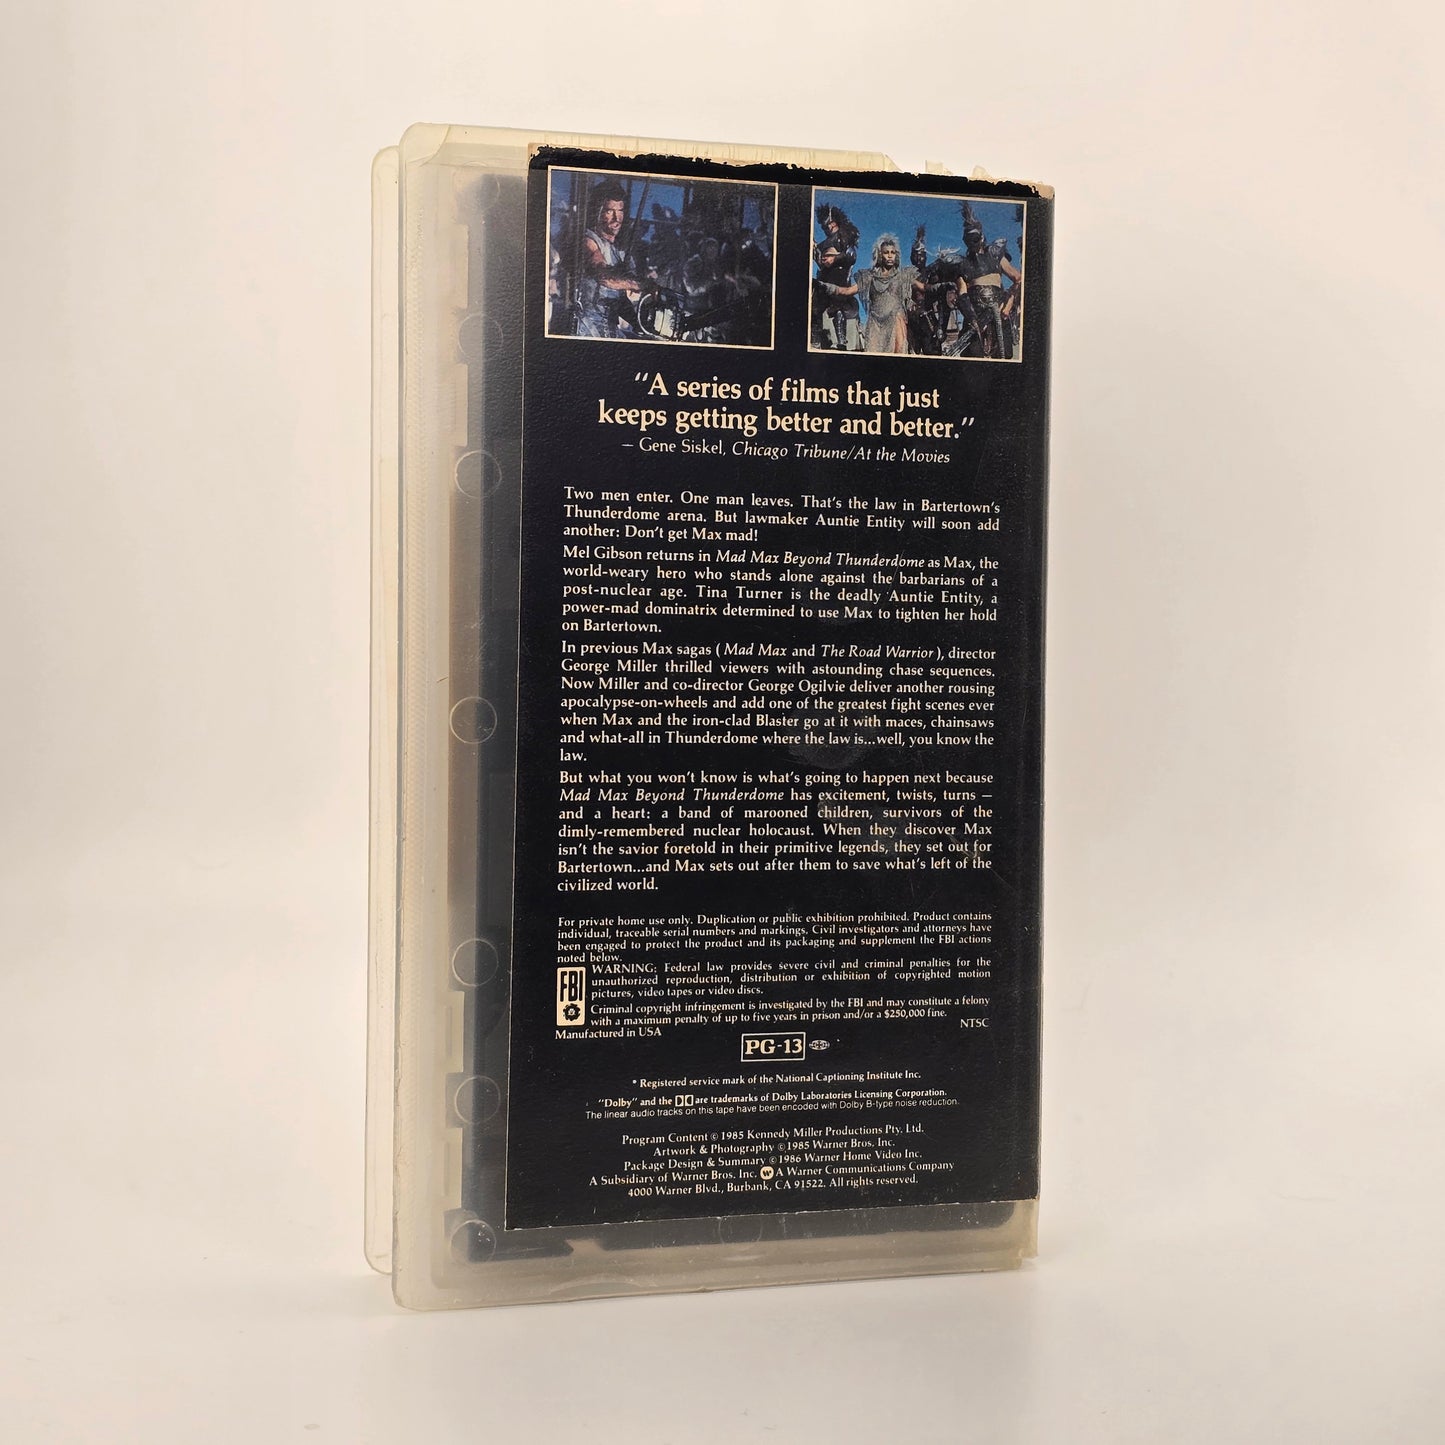 "A series of films that just
keeps getting better and better."
– Gene Siskel, Chicago Tribune/At the Movies
Two men enter. One man leaves. That's the law in Bartertown's
Thunderdome arena. But lawmaker Auntie Entity will soon add
another: Don't get Max mad!
Mel Gibson returns in Mad Max Beyond Thunderdome as Max, the
world-weary hero who stands alone against the barbarians of a
post-nuclear age. Tina Turner is the deadly Auntie Entity, a
power-mad dominatrix determined to use Max to tighten her hold
on Bartertown.
In previous Max sagas (Mad Max and The Road Warrior), director
George Miller thrilled viewers with astounding chase sequences.
Now Miller and co-director George Ogilvie deliver another rousing
apocalypse-on-wheels and add one of the greatest fight scenes ever
when Max and the iron-clad Blaster go at it with maces, chainsaws
and what-all in Thunderdome where the law is...well, you know the
law.
But what you won't know is what's going to happen next because
Mad Max Beyond Thunderdome has excitement, twists, turns —
and a heart: a band of marooned children, survivors of the
dimly-remembered nuclear holocaust. When they discover Max
isn't the savior foretold in their primitive legends, they set out for
Bartertown...and Max sets out after them to save what's left of the
civilized world.
For private home use only. Duplication or public exhibition prohibited. Product contains
individual, traceable serial numbers and markings. Civil investigators and attorneys have
been engaged to protect the product and its packaging and supplement the FBI actions
noted below.
FBI
WARNING: Federal law provides severe civil and criminal penalties for the
unauthorized reproduction, distribution or exhibition of copyrighted motion
pictures, video tapes or video discs.
Criminal copyright infringement is investigated by the FBI and may constitute a felony
with a maximum penalty of up to five years in prison and/or a $250,000 fine.
Manufactured in USA
NTSC
PG-13
* Registered service mark of the National Captioning Institute Inc.
"Dolby" and the are trademarks of Dolby Laboratories Licensing Corporation.
The linear audio tracks on this tape have been encoded with Dolby B-type noise reduction.
Program Content © 1985 Kennedy Miller Productions Pty. Ltd.
Artwork & Photography © 1985 Warner Bros. Inc.
Package Design & Summary © 1986 Warner Home Video Inc.
A Subsidiary of Warner Bros. Inc. A Warner Communications Company
4000 Warner Blvd., Burbank, CA 91522. All rights reserved.